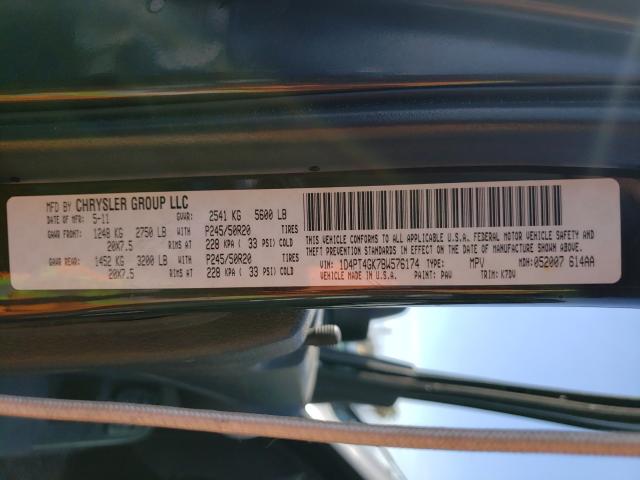 MFD BY CHRYSLER GROUP LLC
DATE OF MFR: 5-11 GVWR: 2541 KG 5600 LB
GAWR FRONT: 1248 KG 2750 LB WITH P245/50R20 TIRES
20X7.5 RIMS AT 228 KPA ( 33 PSI) COLD
GAWR REAR: 1452 KG 3200 LB WITH P245/50R20 TIRES
20X7.5 RIMS AT 228 KPA ( 33 PSI) COLD
THIS VEHICLE CONFORMS TO ALL APPLICABLE U.S.A. FEDERAL MOTOR VEHICLE SAFETY AND
THEFT PREVENTION STANDARDS IN EFFECT ON THE DATE OF MANUFACTURE SHOWN ABOVE.
VIN: 1D4PT4GK7BW576174 TYPE: MPV MDH: 052007 614AA
VEHICLE MADE IN U.S.A. PAINT: PAV TRIM: K7DV